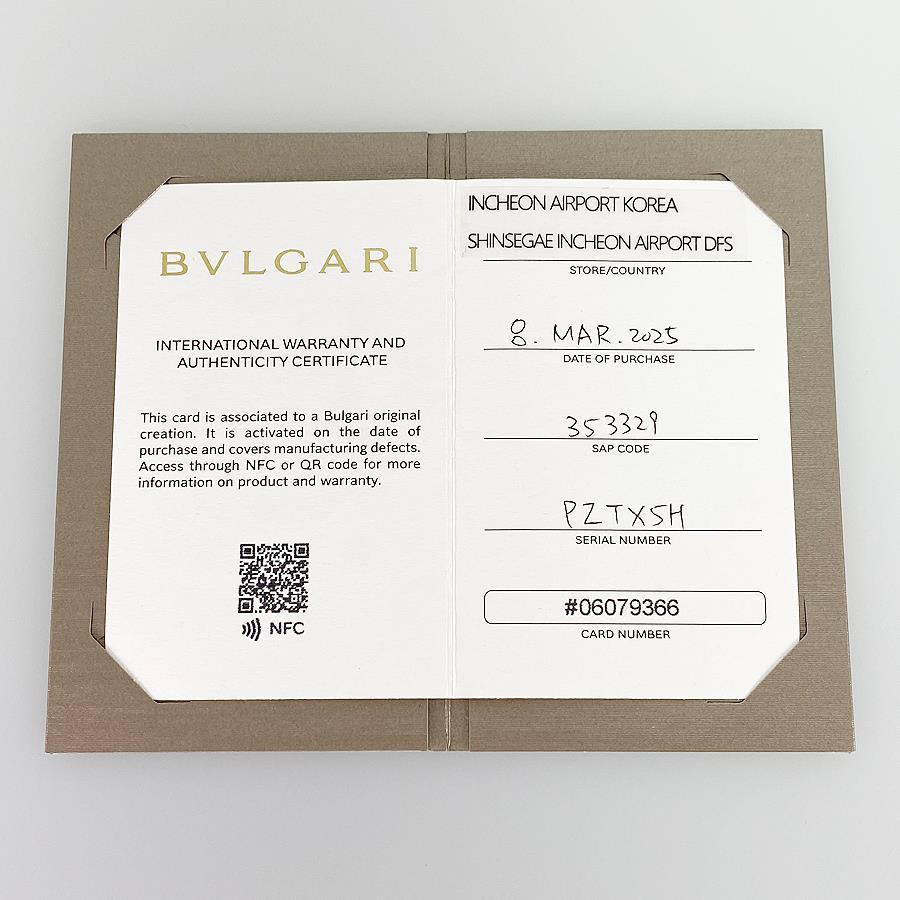 BVLGARI
INTERNATIONAL WARRANTY AND
AUTHENTICITY CERTIFICATE
This card is associated to a Bulgari original
creation. It is activated on the date of
purchase and covers manufacturing defects.
Access through NFC or QR code for more
information on product and warranty.
NFC
INCHEON AIRPORT KOREA
SHINSEGAE INCHEON AIRPORT DFS
STORE/COUNTRY
8. MAR. 2025
DATE OF PURCHASE
353329
SAP CODE
PZTX5H
SERIAL NUMBER
#06079366
CARD NUMBER